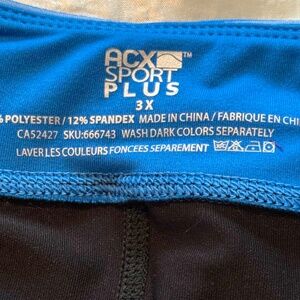 ACX™
SPORT
PLUS
3X
% POLYESTER / 12% SPANDEX MADE IN CHINA / FABRIQUE EN CHI
CA52427 SKU:666743 WASH DARK COLORS SEPARATELY
LAVER LES COULEURS FONCEES SEPAREMENT